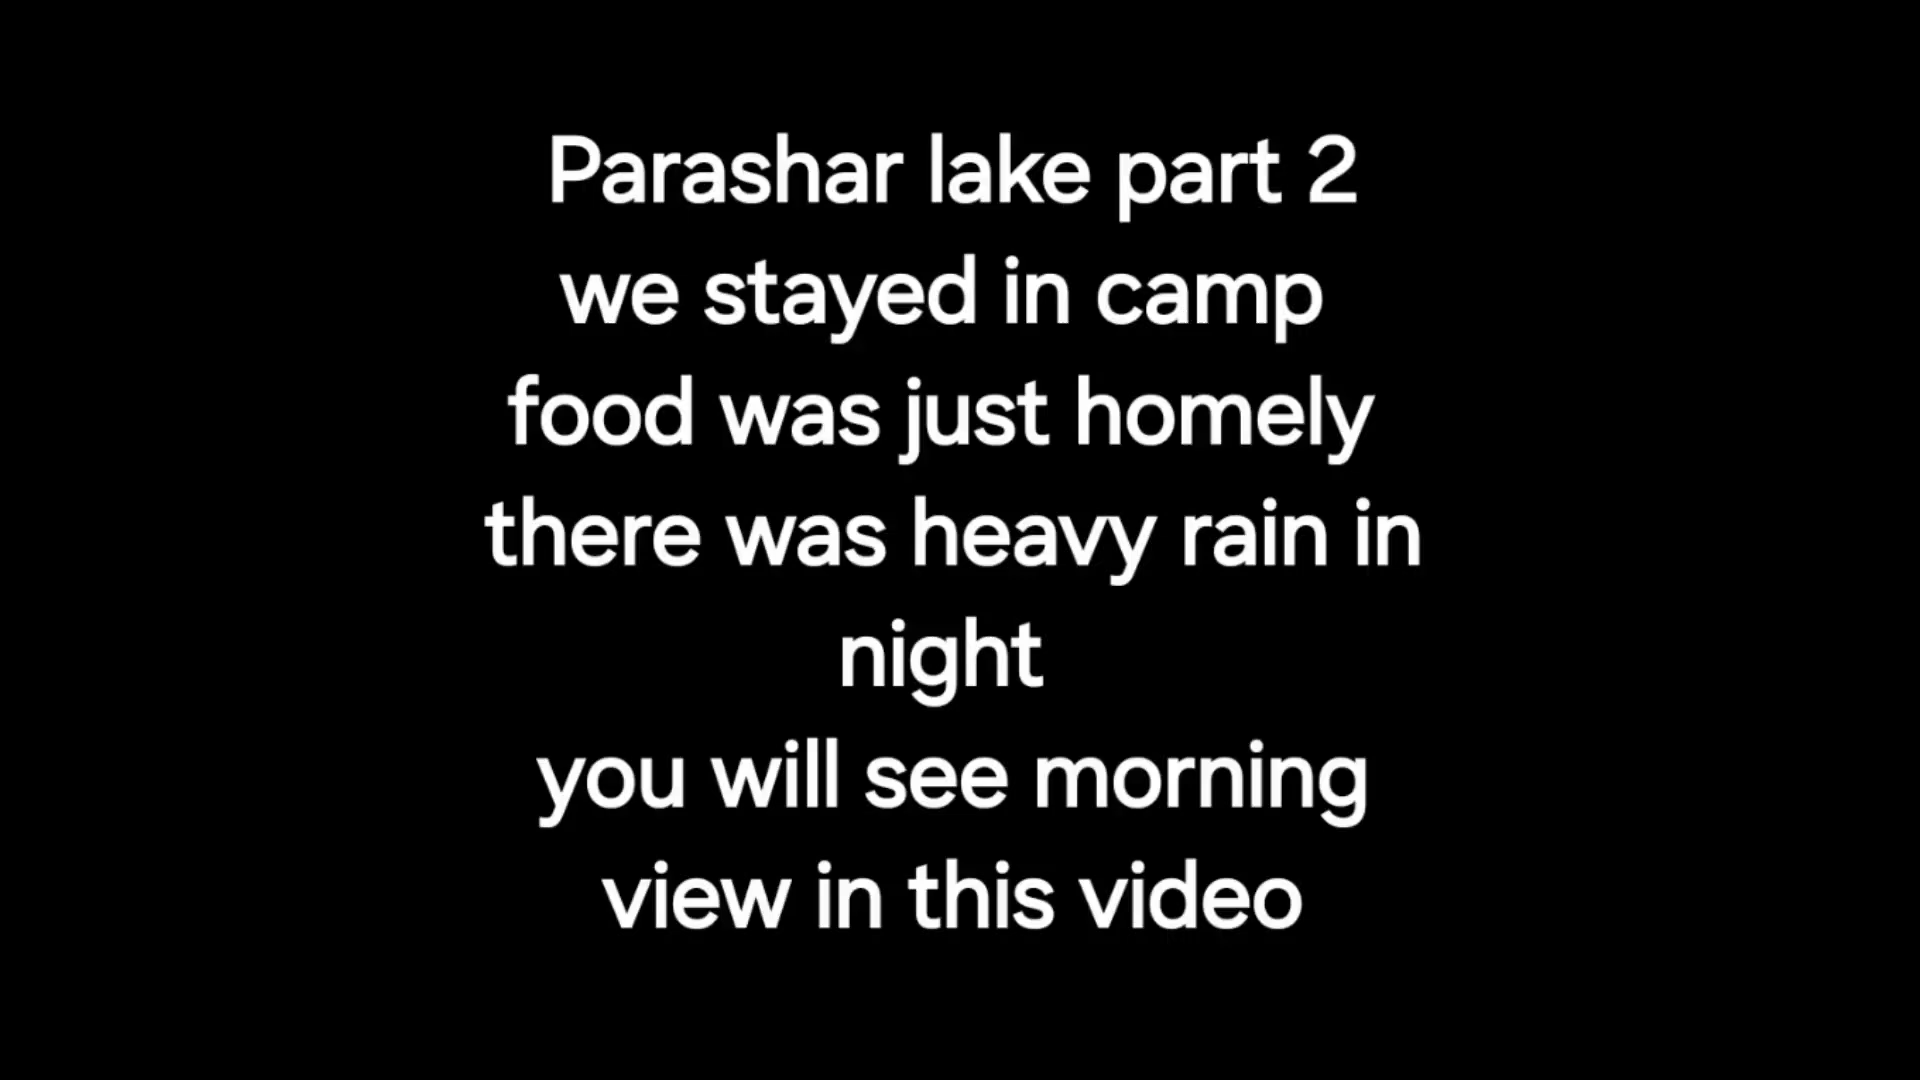 Parashar lake part 2
we stayed in camp
food was just homely
there was heavy rain in
night
you will see morning
view in this video